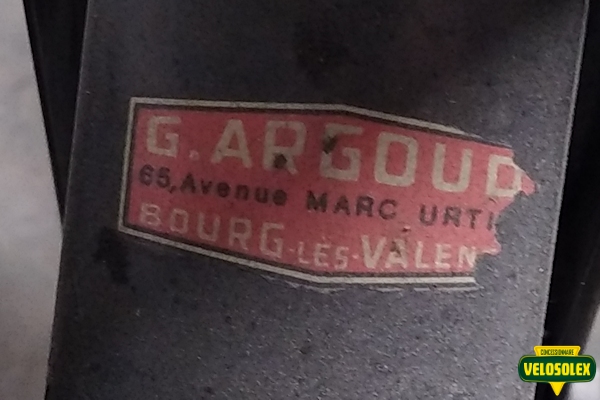 G. ARGOUD
65, Avenue MARC URTI
BOURG-LES-VALEN
CONCESSIONNAIRE
VELOSOLEX